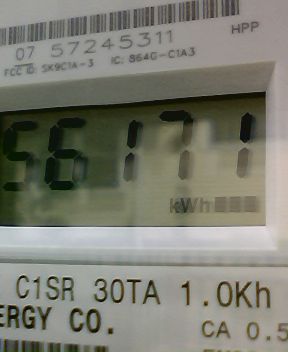 07 57245311
HPP
FCC ID: SK9C1A-3 IC: 864G-C1A3
56171
kWh
C1SR 30TA 1.0Kh
ERGY CO.
CA 0.5